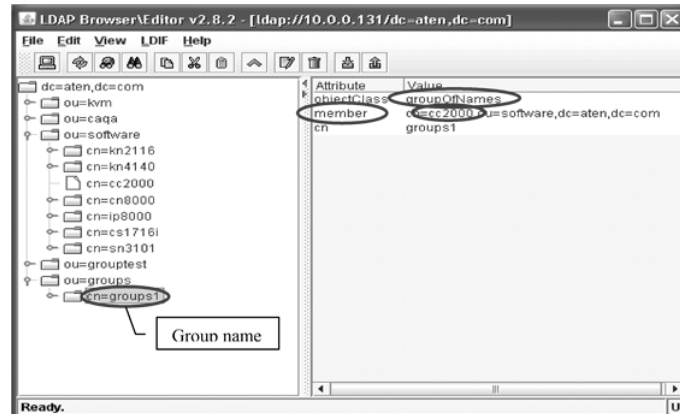 LDAP Browser\Editor v2.8.2 - [ldap://10.0.0.131/dc=aten,dc=com]
File Edit View LDIF Help
dc=aten,dc=com
ou=kvm
ou=caqa
ou=software
cn=kn2116
cn=kn4140
cn=cc2000
cn=cn8000
cn=ip8000
cn=cs1716i
cn=sn3101
ou=grouptest
ou=groups
cn=groups1
Group name
Attribute Value
objectClass groupOfNames
member cn=cc2000,ou=software,dc=aten,dc=com
cn groups1
Ready. U